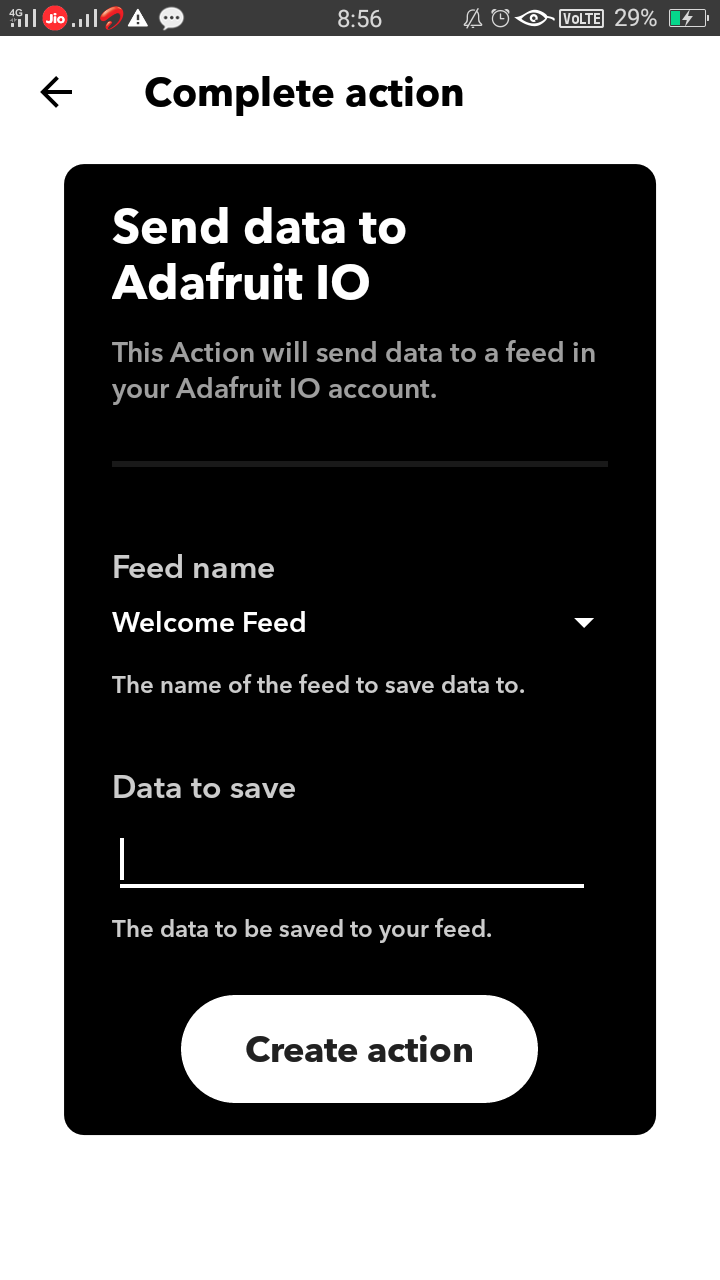 4G Jio 8:56 VoLTE 29%
Complete action
Send data to
Adafruit IO
This Action will send data to a feed in
your Adafruit IO account.
Feed name
Welcome Feed
The name of the feed to save data to.
Data to save
The data to be saved to your feed.
Create action